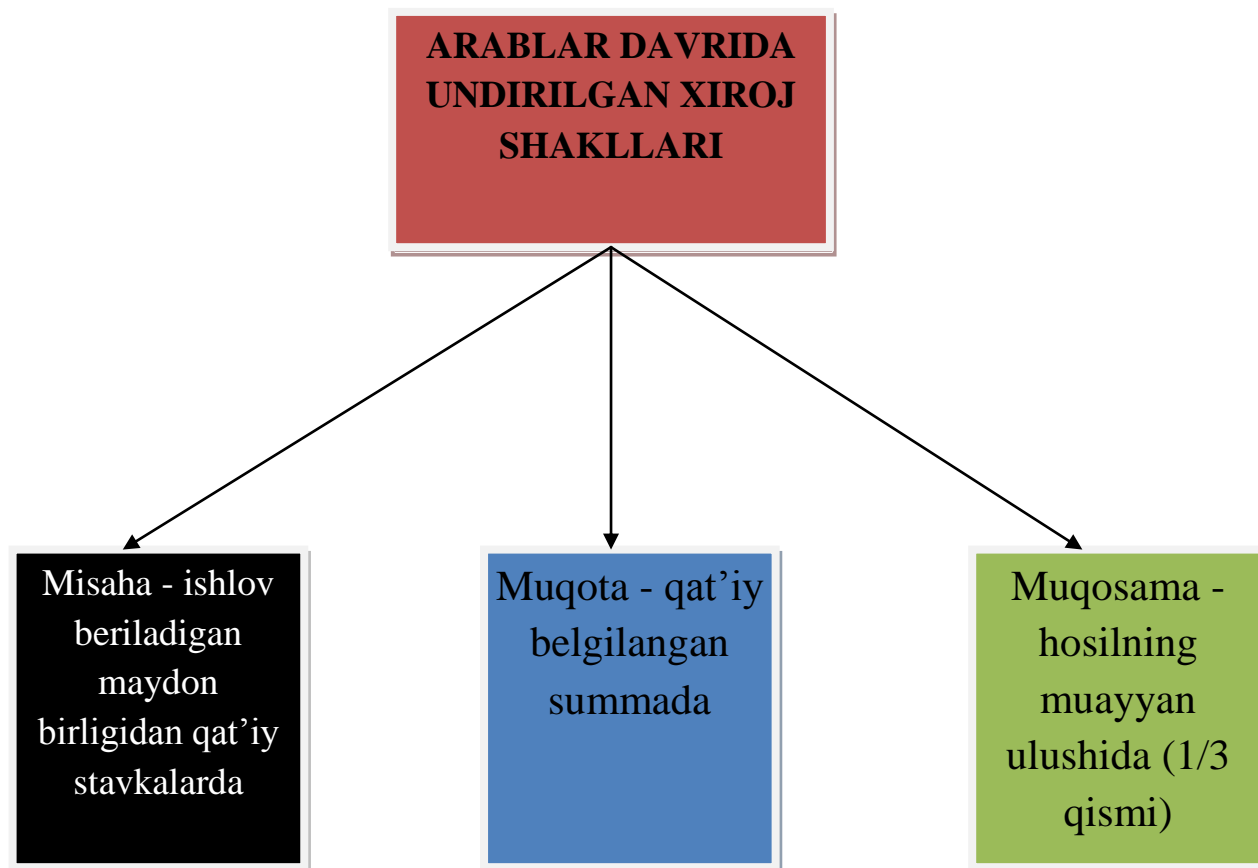 ARABLAR DAVRIDA
UNDIRILGAN XIROJ
SHAKLLARI
Misaha - ishlov
beriladigan
maydon
birligidan qat’iy
stavkalarda
Muqota - qat’iy
belgilangan
summada
Muqosama -
hosilning
muayyan
ulushida (1/3
qismi)